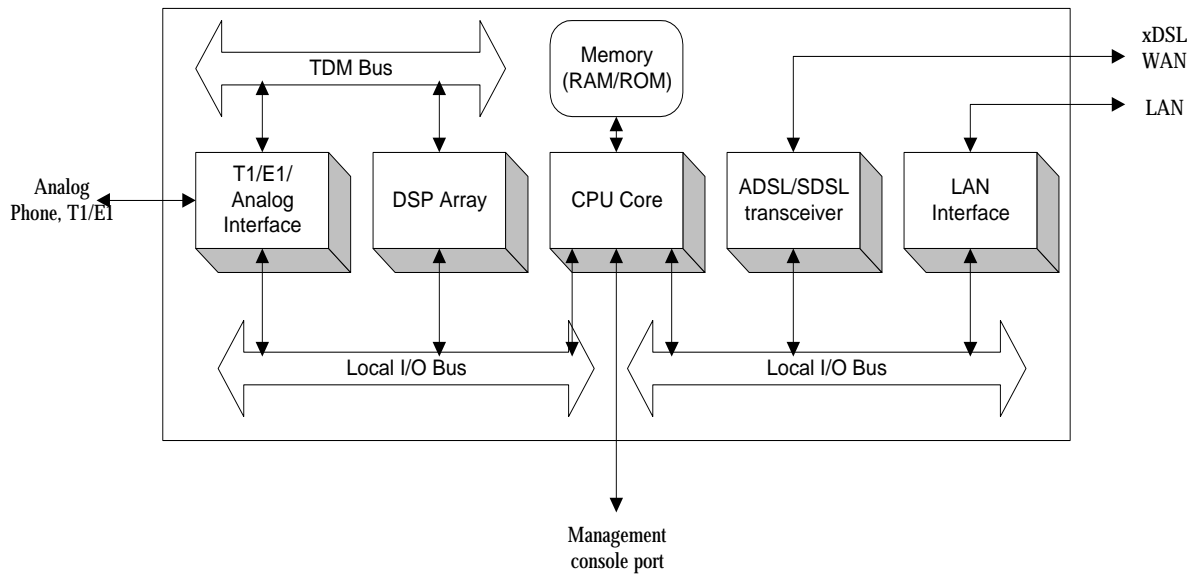 TDM Bus
Memory
(RAM/ROM)
xDSL
WAN
LAN
Analog
Phone, T1/E1
T1/E1/
Analog
Interface
DSP Array
CPU Core
ADSL/SDSL
transceiver
LAN
Interface
Local I/O Bus
Local I/O Bus
Management
console port